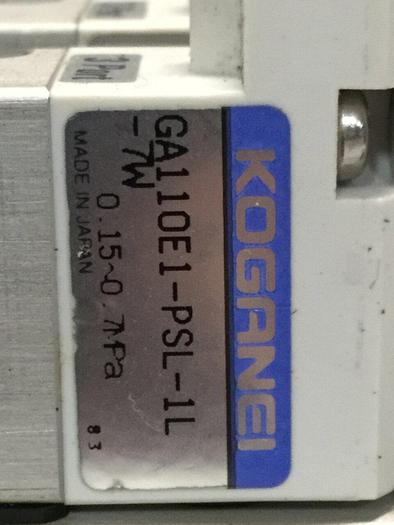 KOGANEI
GA110E1-PSL-1L
-7W
0.15~0.7MPa
MADE IN JAPAN
83